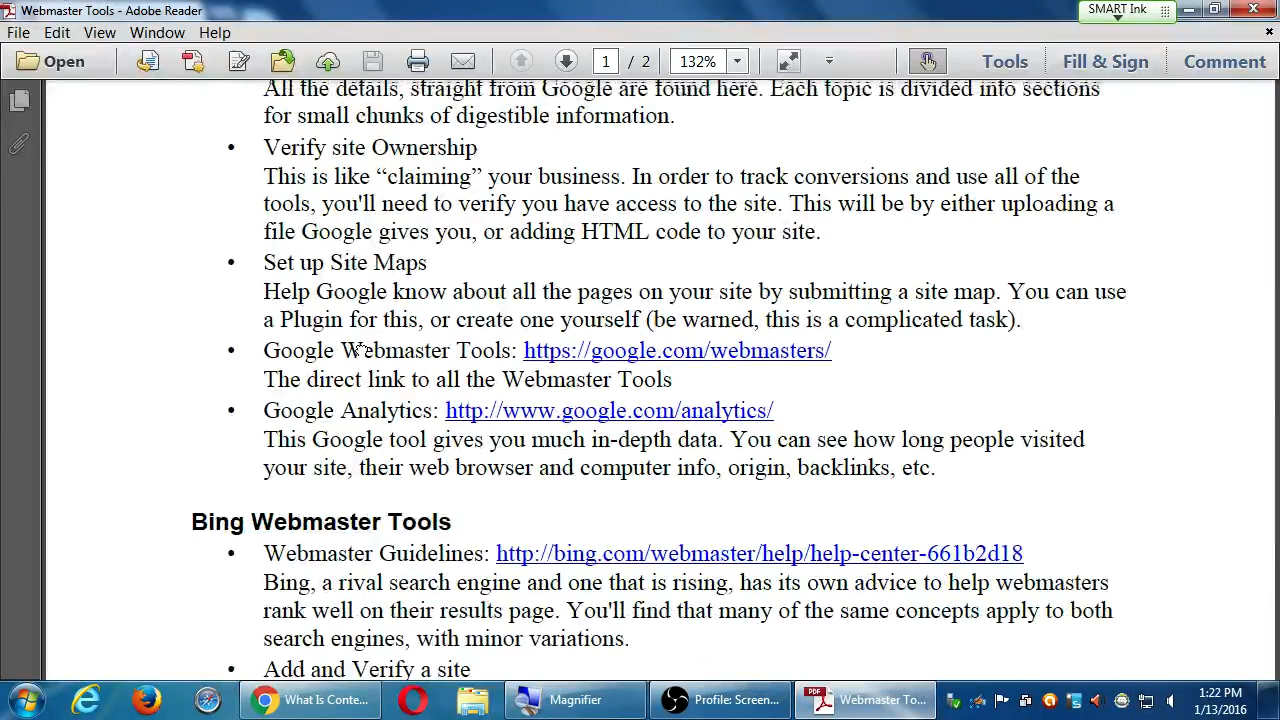 Webmaster Tools - Adobe Reader
SMART Ink
File Edit View Window Help
Open
1 / 2
132%
Tools Fill & Sign Comment
All the details, straight from Google are found here. Each topic is divided into sections
for small chunks of digestible information.
• Verify site Ownership
This is like “claiming” your business. In order to track conversions and use all of the
tools, you'll need to verify you have access to the site. This will be by either uploading a
file Google gives you, or adding HTML code to your site.
• Set up Site Maps
Help Google know about all the pages on your site by submitting a site map. You can use
a Plugin for this, or create one yourself (be warned, this is a complicated task).
• Google Webmaster Tools: https://google.com/webmasters/
The direct link to all the Webmaster Tools
• Google Analytics: http://www.google.com/analytics/
This Google tool gives you much in-depth data. You can see how long people visited
your site, their web browser and computer info, origin, backlinks, etc.
Bing Webmaster Tools
• Webmaster Guidelines: http://bing.com/webmaster/help/help-center-661b2d18
Bing, a rival search engine and one that is rising, has its own advice to help webmasters
rank well on their results page. You'll find that many of the same concepts apply to both
search engines, with minor variations.
• Add and Verify a site
What Is Conte...
Magnifier
Profile: Screen...
PDF
Webmaster To...
1:22 PM
1/13/2016